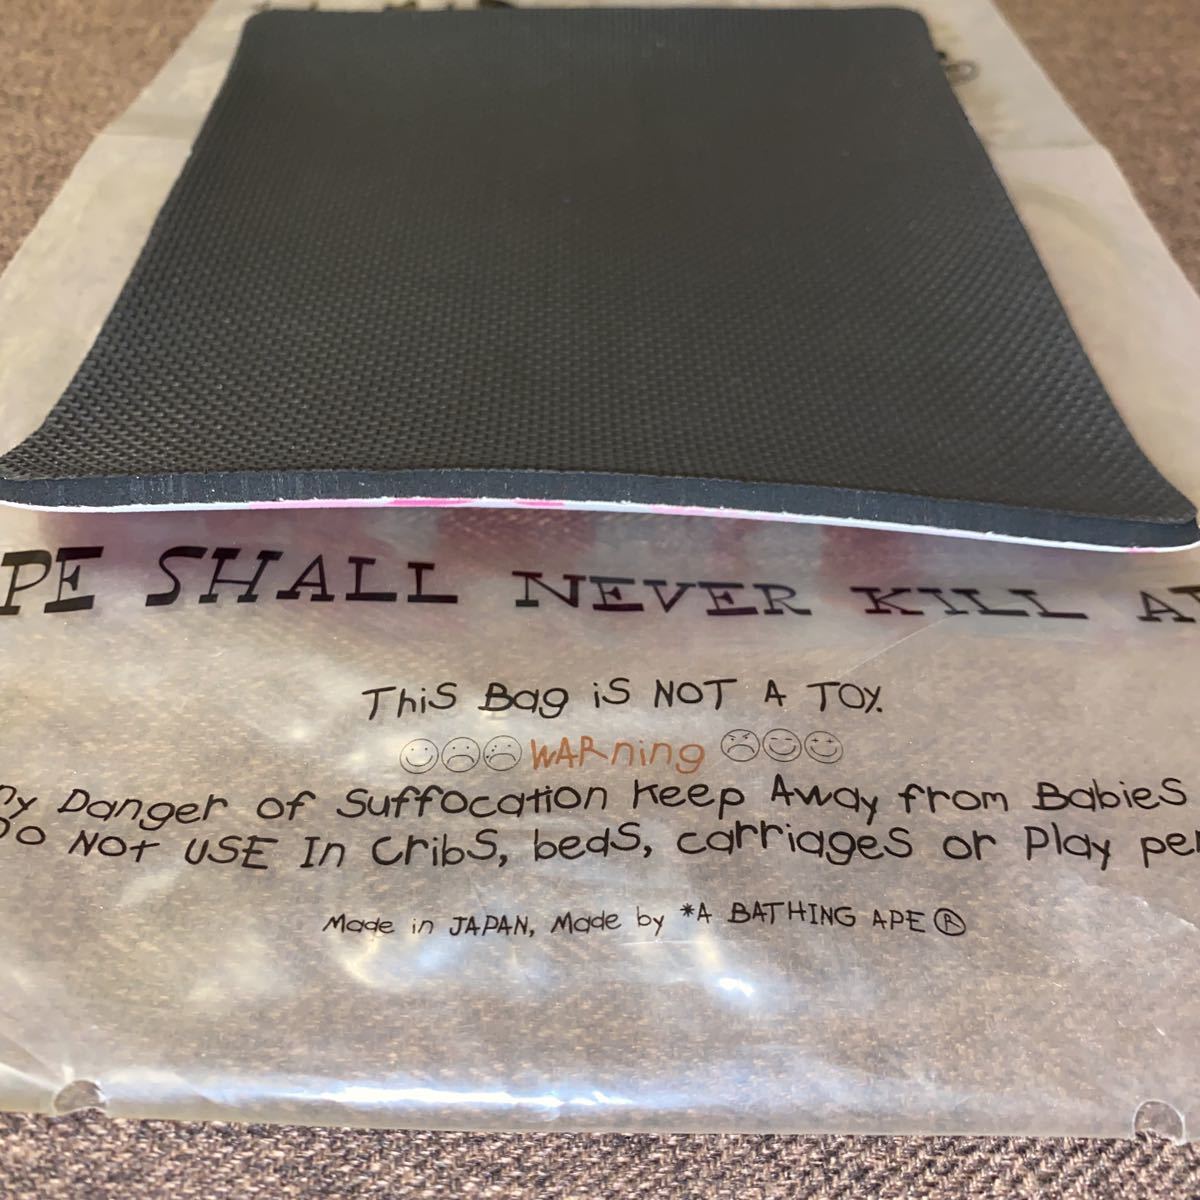 PE SHALL NEVER KILL A
This Bag is NOT A TOY.
WARning
Danger of Suffocation Keep Away from Babies
DO NOT USE In Cribs, beds, carriages or Play
Made in JAPAN, Made by *A BATHING APE ®